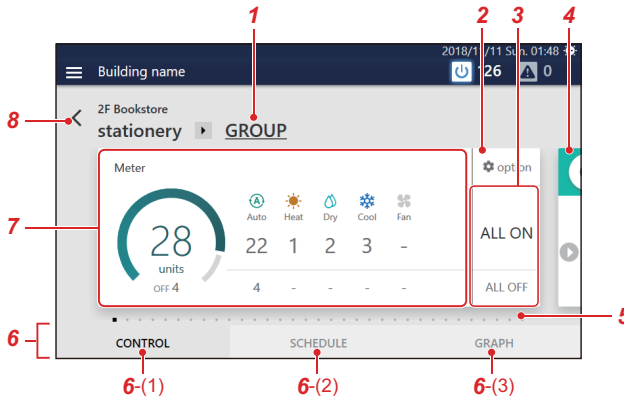 1
2
3
4
2018/11/11 Sun. 01:48
Building name
126
0
8
2F Bookstore
stationery
GROUP
Meter
option
7
28
units
OFF 4
Auto
Heat
Dry
Cool
Fan
22
1
2
3
-
4
-
-
-
-
ALL ON
ALL OFF
5
6
CONTROL
SCHEDULE
GRAPH
6-(1)
6-(2)
6-(3)